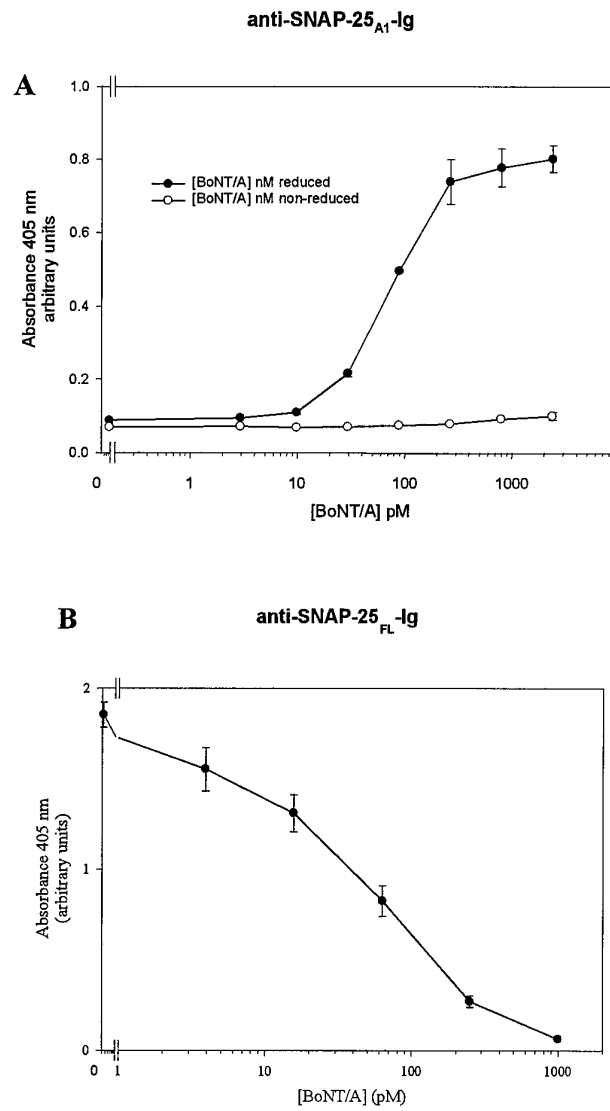 anti-SNAP-25A1-Ig
A
1.0
0.8
0.6
0.4
0.2
0.0
Absorbance 405 nm
arbitrary units
[BoNT/A] nM reduced
[BoNT/A] nM non-reduced
0 1 10 100 1000
[BoNT/A] pM
B
anti-SNAP-25FL-Ig
2
1
0
Absorbance 405 nm
(arbitrary units)
0 1 10 100 1000
[BoNT/A] (pM)